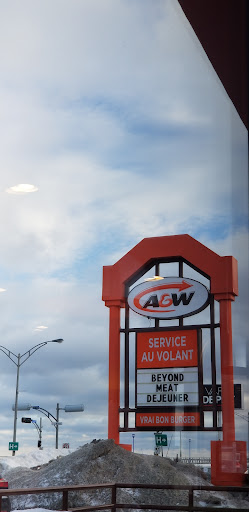 A&W
SERVICE
AU VOLANT
BEYOND
MEAT
DEJEUNER
VRAI BON BURGER